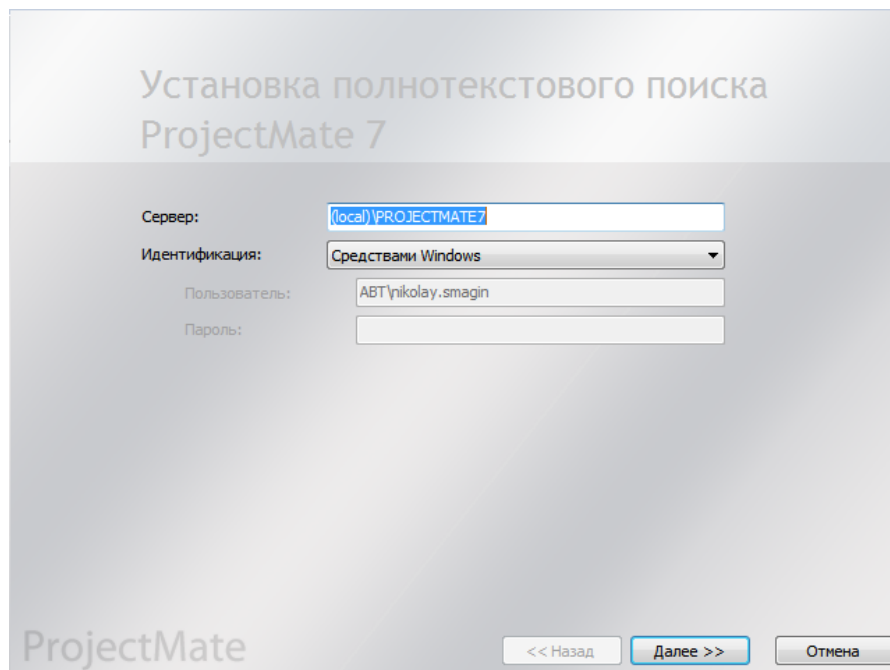 Установка полнотекстового поиска
ProjectMate 7
Сервер: (local)\PROJECTMATE7
Идентификация: Средствами Windows
Пользователь: ABT\nikolay.smagin
Пароль:
ProjectMate << Назад Далее >> Отмена